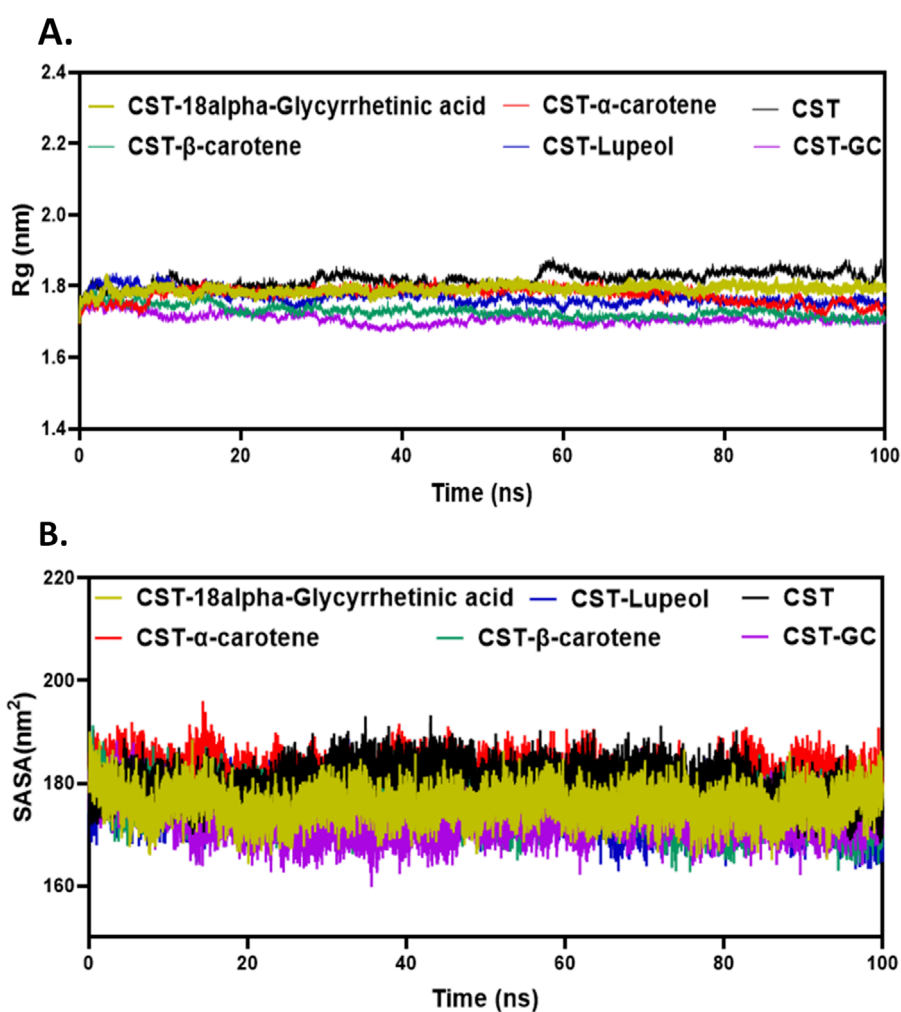 A.
2.4
CST-18alpha-Glycyrrhetinic acid CST-α-carotene CST
CST-β-carotene CST-Lupeol CST-GC
2.2
2.0
Rg (nm)
1.8
1.6
1.4
0 20 40 60 80 100
Time (ns)
B.
220
CST-18alpha-Glycyrrhetinic acid CST-Lupeol CST
CST-α-carotene CST-β-carotene CST-GC
200
SASA(nm²)
180
160
0 20 40 60 80 100
Time (ns)